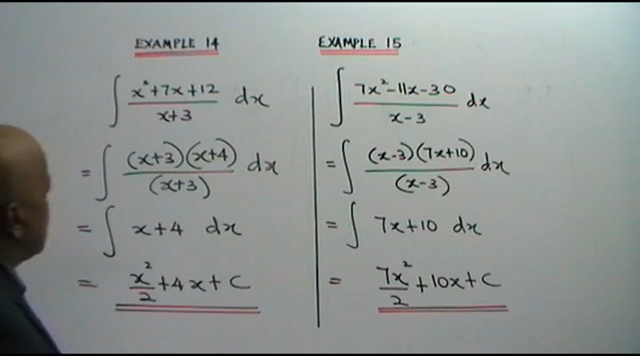 EXAMPLE 14
∫ x²+7x+12 / x+3 dx
= ∫ (x+3)(x+4) / (x+3) dx
= ∫ x+4 dx
= x²/2 +4x+C
EXAMPLE 15
∫ 7x²-11x-30 / x-3 dx
= ∫ (x-3)(7x+10) / (x-3) dx
= ∫ 7x+10 dx
= 7x²/2 +10x+C